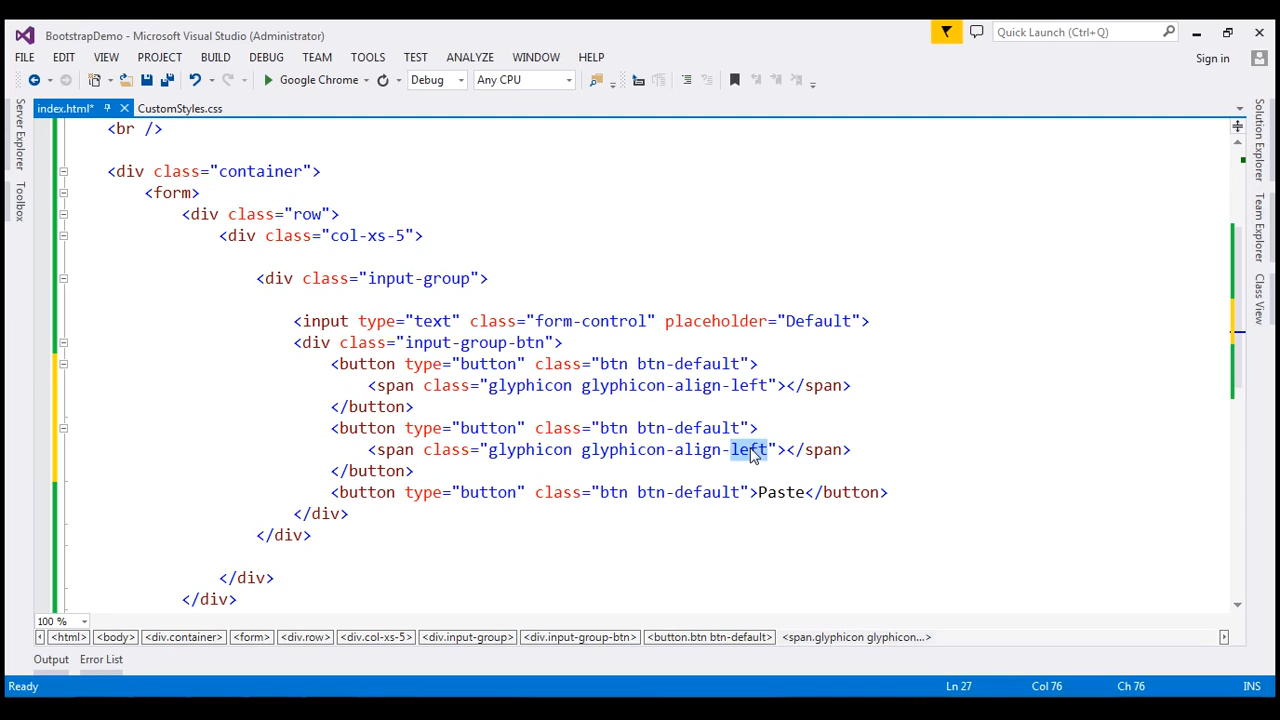 BootstrapDemo - Microsoft Visual Studio (Administrator)
Quick Launch (Ctrl+Q)
FILE EDIT VIEW PROJECT BUILD DEBUG TEAM TOOLS TEST ANALYZE WINDOW HELP
Sign in
Google Chrome Debug Any CPU
index.html* CustomStyles.css
Server Explorer
Toolbox
Solution Explorer
Team Explorer
Class View
<br />
<div class="container">
<form>
<div class="row">
<div class="col-xs-5">
<div class="input-group">
<input type="text" class="form-control" placeholder="Default">
<div class="input-group-btn">
<button type="button" class="btn btn-default">
<span class="glyphicon glyphicon-align-left"></span>
</button>
<button type="button" class="btn btn-default">
<span class="glyphicon glyphicon-align-left"></span>
</button>
<button type="button" class="btn btn-default">Paste</button>
</div>
</div>
</div>
</div>
100 %
<html> <body> <div.container> <form> <div.row> <div.col-xs-5> <div.input-group> <div.input-group-btn> <button.btn btn-default> <span.glyphicon glyphicon...>
Output Error List
Ready Ln 27 Col 76 Ch 76 INS